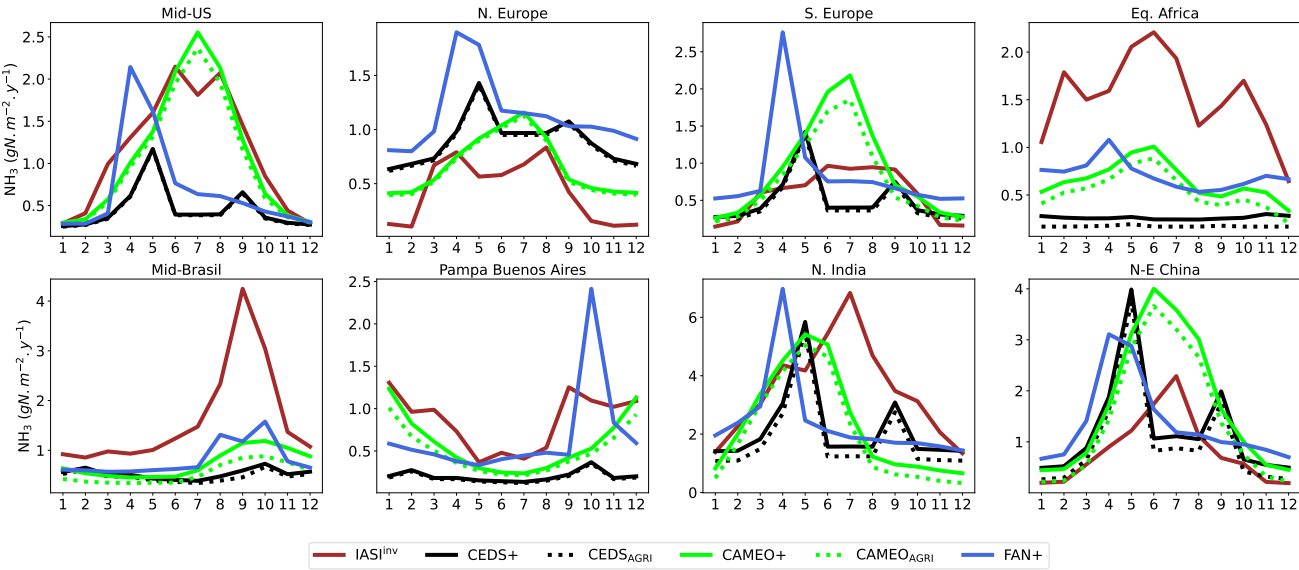 Mid-US
N. Europe
S. Europe
Eq. Africa
NH₃ (gN.m⁻².y⁻¹)
2.5
2.0
1.5
1.0
0.5
1 2 3 4 5 6 7 8 9 10 11 12
1.5
1.0
0.5
1 2 3 4 5 6 7 8 9 10 11 12
2.5
2.0
1.5
1.0
0.5
0.0
1 2 3 4 5 6 7 8 9 10 11 12
2.0
1.5
1.0
0.5
1 2 3 4 5 6 7 8 9 10 11 12
Mid-Brasil
Pampa Buenos Aires
N. India
N-E China
NH₃ (gN.m⁻².y⁻¹)
4
3
2
1
1 2 3 4 5 6 7 8 9 10 11 12
2.5
2.0
1.5
1.0
0.5
1 2 3 4 5 6 7 8 9 10 11 12
6
4
2
0
1 2 3 4 5 6 7 8 9 10 11 12
4
3
2
1
1 2 3 4 5 6 7 8 9 10 11 12
IASIⁱⁿᵛ CEDS+ CEDS_AGRI CAMEO+ CAMEO_AGRI FAN+